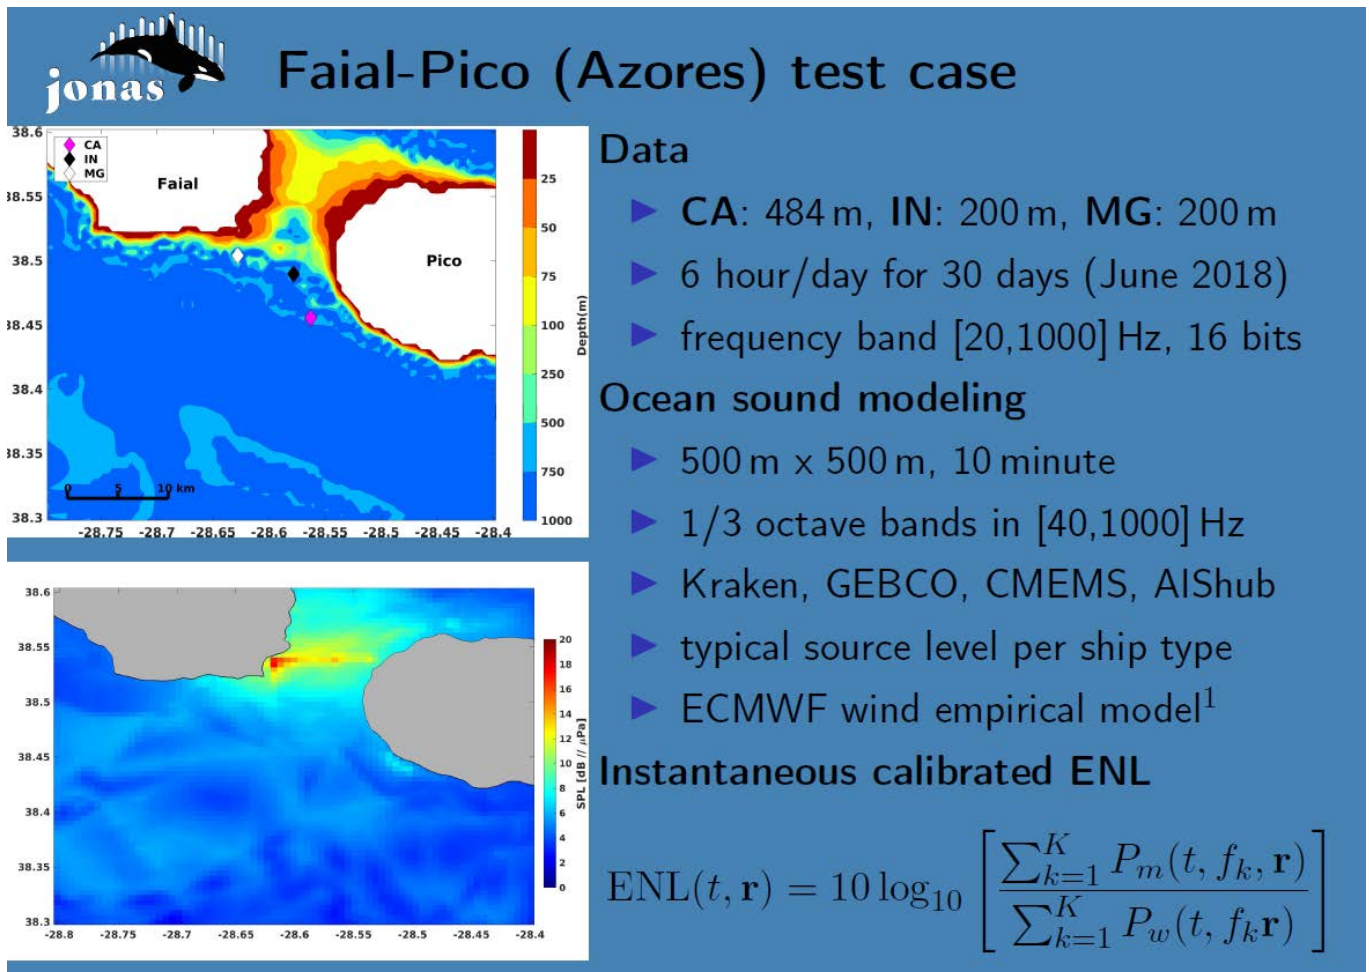 jonas
Faial-Pico (Azores) test case
38.6
38.55
38.5
38.45
38.4
38.35
38.3
CA
IN
MG
Faial
Pico
0 5 10 km
-28.75 -28.7 -28.65 -28.6 -28.55 -28.5 -28.45 -28.4
25
50
75
100
250
500
750
1000
Depth(m)
38.6
38.55
38.5
38.45
38.4
38.35
38.3
-28.8 -28.75 -28.7 -28.65 -28.6 -28.55 -28.5 -28.45 -28.4
20
18
16
14
12
10
8
6
4
2
0
SPL [dB // μPa]
Data
▶ CA: 484 m, IN: 200 m, MG: 200 m
▶ 6 hour/day for 30 days (June 2018)
▶ frequency band [20,1000] Hz, 16 bits
Ocean sound modeling
▶ 500 m x 500 m, 10 minute
▶ 1/3 octave bands in [40,1000] Hz
▶ Kraken, GEBCO, CMEMS, AIShub
▶ typical source level per ship type
▶ ECMWF wind empirical model¹
Instantaneous calibrated ENL
ENL(t, r) = 10 log₁₀ [ ∑ᴷₖ₌₁ Pₘ(t, fₖ, r) / ∑ᴷₖ₌₁ P_w(t, fₖr) ]